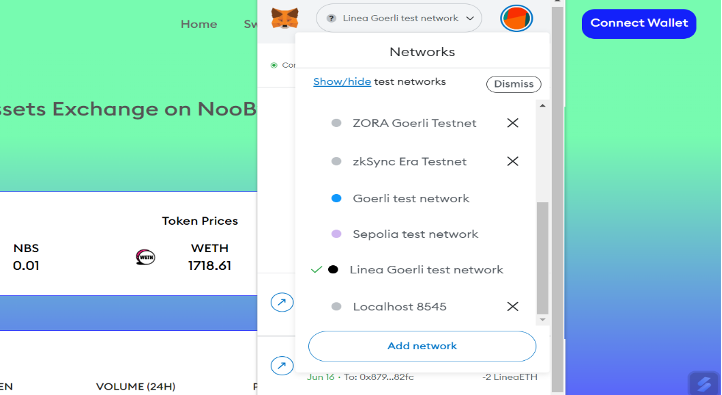 Home
Linea Goerli test network
Connect Wallet
Networks
Show/hide test networks
Dismiss
ssets Exchange on NooB
ZORA Goerli Testnet
zkSync Era Testnet
Goerli test network
Sepolia test network
Linea Goerli test network
Localhost 8545
Add network
Token Prices
NBS
0.01
WETH
WETH
1718.61
EN
VOLUME (24H)
Jun 16 · To: 0x879...82fc
-2 LineaETH